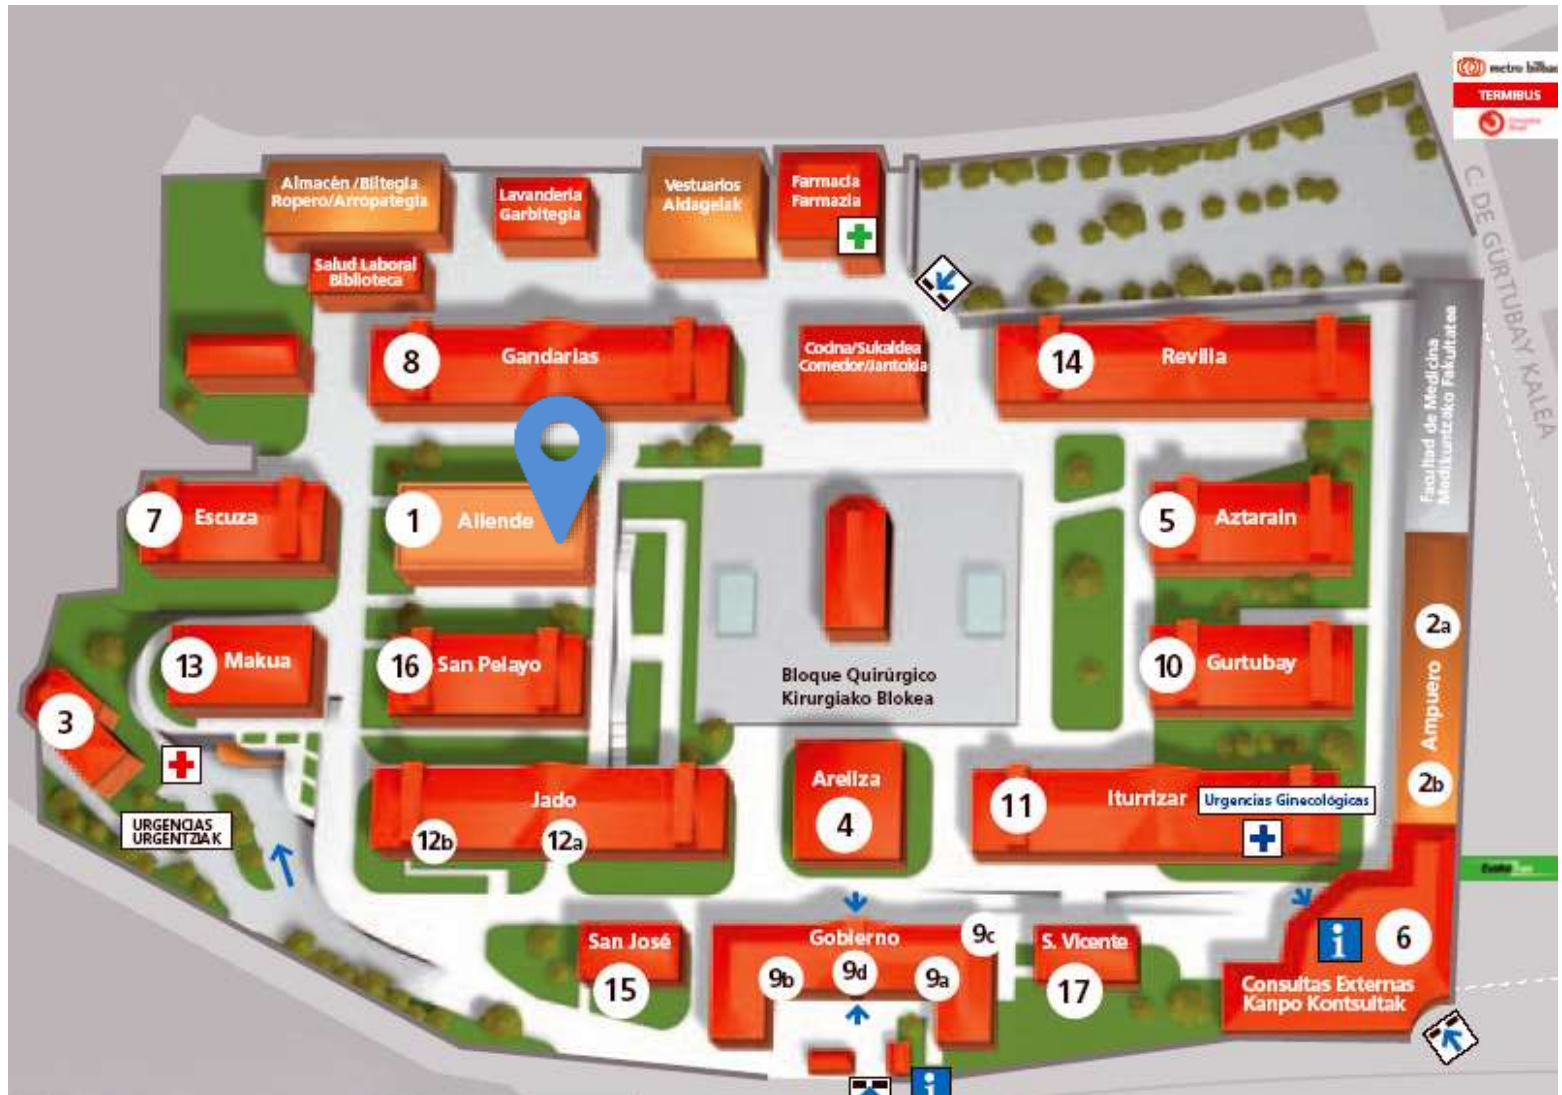 metro bilbao
TERMIBUS
C. DE GURTUBAY KALEA
Almacén /Biltegia
Ropero/Arropategia
Lavandería
Garbitegia
Vestuarios
Aldagelak
Farmacia
Farmazia
Salud Laboral
Biblioteca
8
Gandarias
Cocina/Sukaldea
Comedor/Jantokia
14
Revilla
Facultad de Medicina
Medikuntzako Fakultatea
7
Escuza
1
Allende
5
Aztarain
13
Makua
16
San Pelayo
Bloque Quirúrgico
Kirurgiako Blokea
10
Gurtubay
2a
Ampuero
2b
3
URGENCIAS
URGENTZIAK
Jado
12b
12a
Areilza
4
11
Iturrizar
Urgencias Ginecológicas
San José
15
Gobierno
9c
9b
9d
9a
S. Vicente
17
i
6
Consultas Externas
Kanpo Kontsultak
i